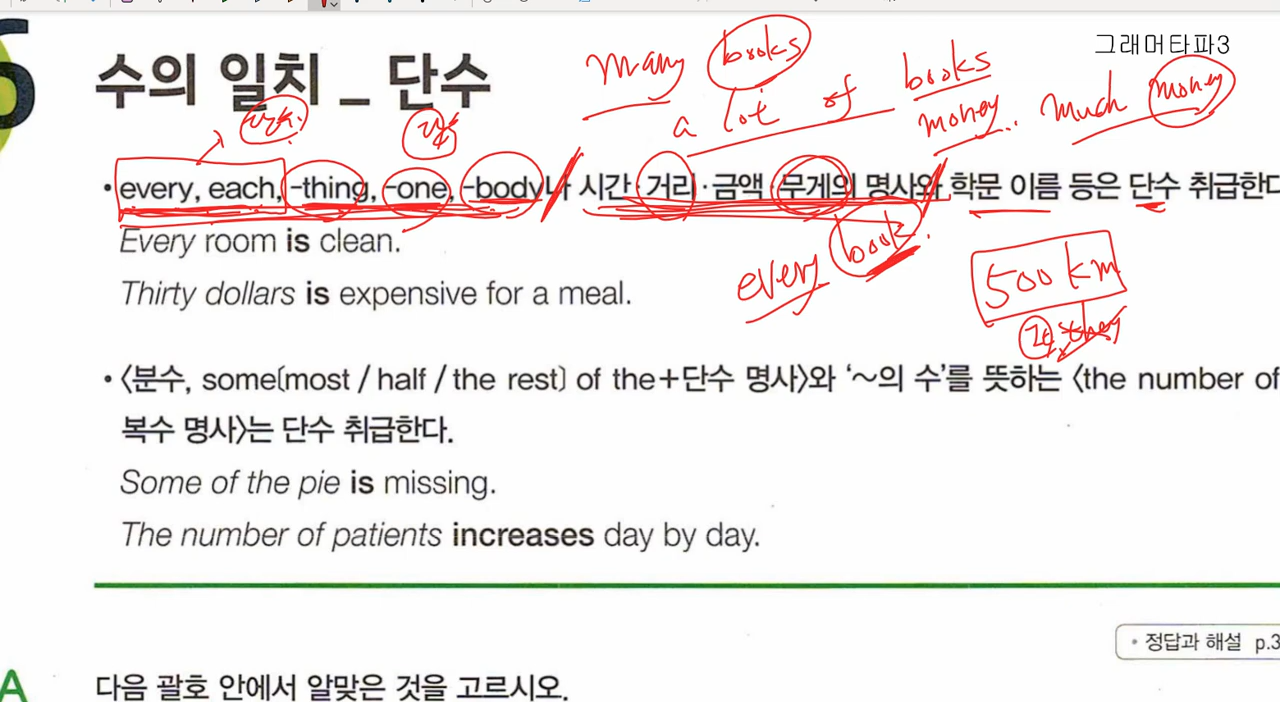 그래머타파3
6
수의 일치 _ 단수
many books
a lot of books
money
much money
• every, each, -thing, -one, -body나 시간·거리·금액·무게의 명사와 학문 이름 등은 단수 취급한다
Every room is clean.
every book
Thirty dollars is expensive for a meal.
500 km
they
• 〈분수, some(most / half / the rest) of the+단수 명사〉와 '~의 수'를 뜻하는 〈the number of
복수 명사〉는 단수 취급한다.
Some of the pie is missing.
The number of patients increases day by day.
• 정답과 해설 p.3
A 다음 괄호 안에서 알맞은 것을 고르시오.